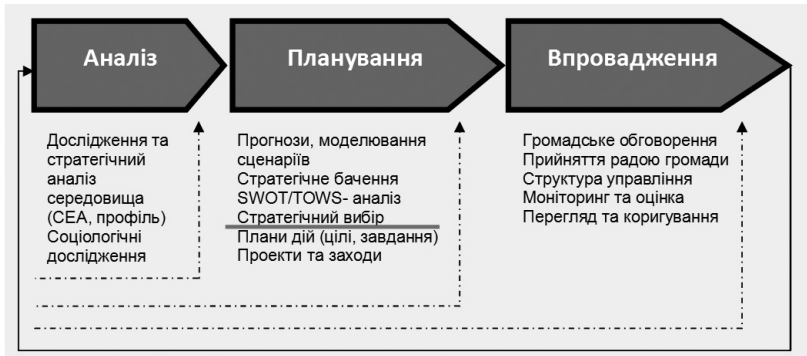 Аналіз
Планування
Впровадження
Дослідження та
стратегічний
аналіз
середовища
(СЕА, профіль)
Соціологічні
дослідження
Прогнози, моделювання
сценаріїв
Стратегічне бачення
SWOT/TOWS- аналіз
Стратегічний вибір
Плани дій (цілі, завдання)
Проекти та заходи
Громадське обговорення
Прийняття радою громади
Структура управління
Моніторинг та оцінка
Перегляд та коригування